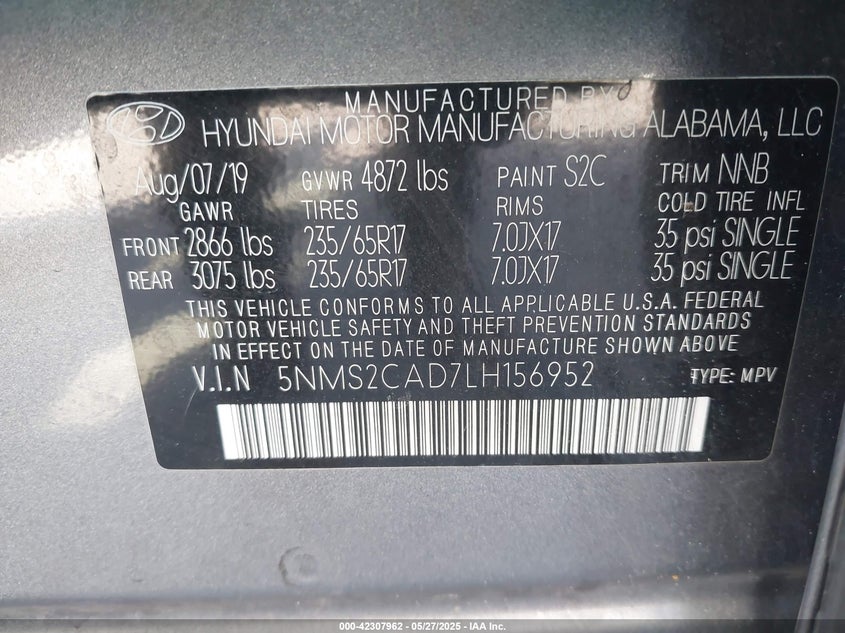 MANUFACTURED BY
HYUNDAI MOTOR MANUFACTURING ALABAMA, LLC
Aug/07/19 GVWR 4872 lbs PAINT S2C TRIM NNB
GAWR TIRES RIMS COLD TIRE INFL
FRONT 2866 lbs 235/65R17 7.0JX17 35 psi SINGLE
REAR 3075 lbs 235/65R17 7.0JX17 35 psi SINGLE
THIS VEHICLE CONFORMS TO ALL APPLICABLE U.S.A. FEDERAL
MOTOR VEHICLE SAFETY AND THEFT PREVENTION STANDARDS
IN EFFECT ON THE DATE OF MANUFACTURE SHOWN ABOVE
V.I.N 5NMS2CAD7LH156952 TYPE: MPV
000-42307962 — 05/27/2025 — IAA Inc.